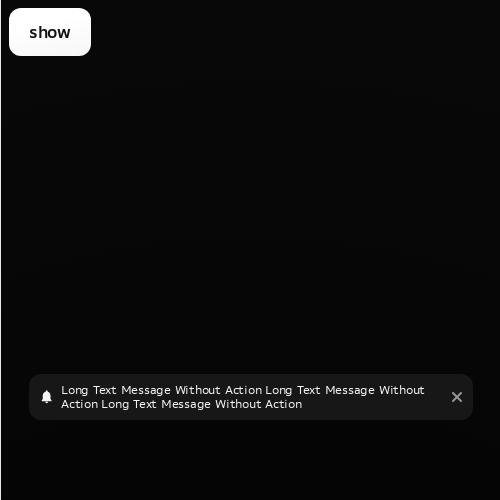 show
Long Text Message Without Action Long Text Message Without
Action Long Text Message Without Action